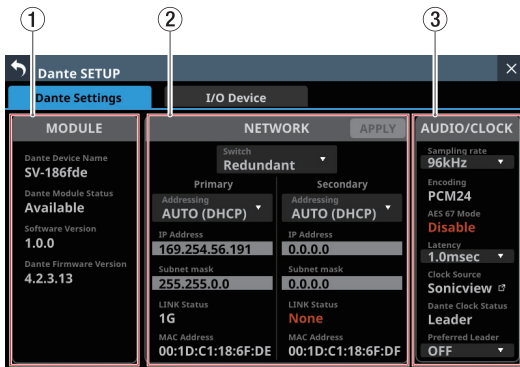 1 2 3
Dante SETUP ×
Dante Settings I/O Device
MODULE
Dante Device Name
SV-186fde
Dante Module Status
Available
Software Version
1.0.0
Dante Firmware Version
4.2.3.13
NETWORK APPLY
Switch
Redundant
Primary Secondary
Addressing Addressing
AUTO (DHCP) AUTO (DHCP)
IP Address IP Address
169.254.56.191 0.0.0.0
Subnet mask Subnet mask
255.255.0.0 0.0.0.0
LINK Status LINK Status
1G None
MAC Address MAC Address
00:1D:C1:18:6F:DE 00:1D:C1:18:6F:DF
AUDIO/CLOCK
Sampling rate
96kHz
Encoding
PCM24
AES 67 Mode
Disable
Latency
1.0msec
Clock Source
Sonicview
Dante Clock Status
Leader
Preferred Leader
OFF